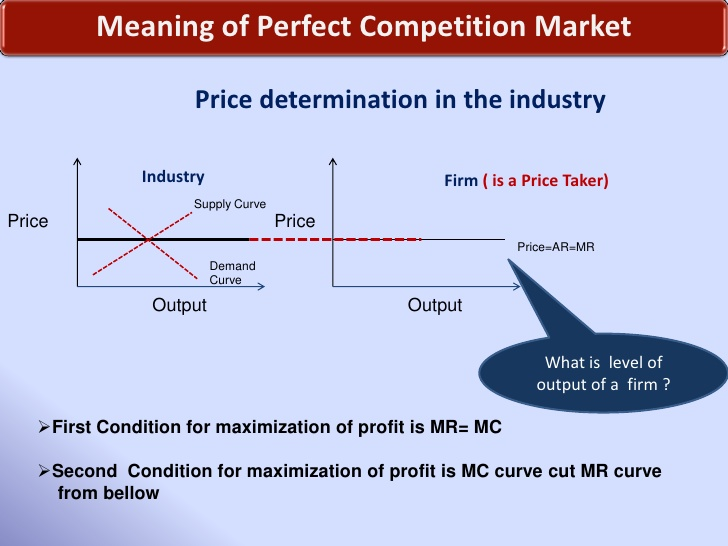 Meaning of Perfect Competition Market
Price determination in the industry
Industry
Firm ( is a Price Taker)
Supply Curve
Price
Price
Price=AR=MR
Demand
Curve
Output
Output
What is level of
output of a firm ?
➢First Condition for maximization of profit is MR= MC
➢Second Condition for maximization of profit is MC curve cut MR curve
from bellow